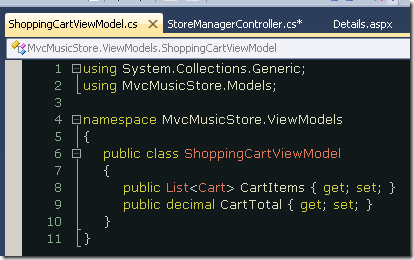 ShoppingCartViewModel.cs StoreManagerController.cs* Details.aspx
MvcMusicStore.ViewModels.ShoppingCartViewModel
1 using System.Collections.Generic;
2 using MvcMusicStore.Models;
3
4 namespace MvcMusicStore.ViewModels
5 {
6 public class ShoppingCartViewModel
7 {
8 public List<Cart> CartItems { get; set; }
9 public decimal CartTotal { get; set; }
10 }
11 }